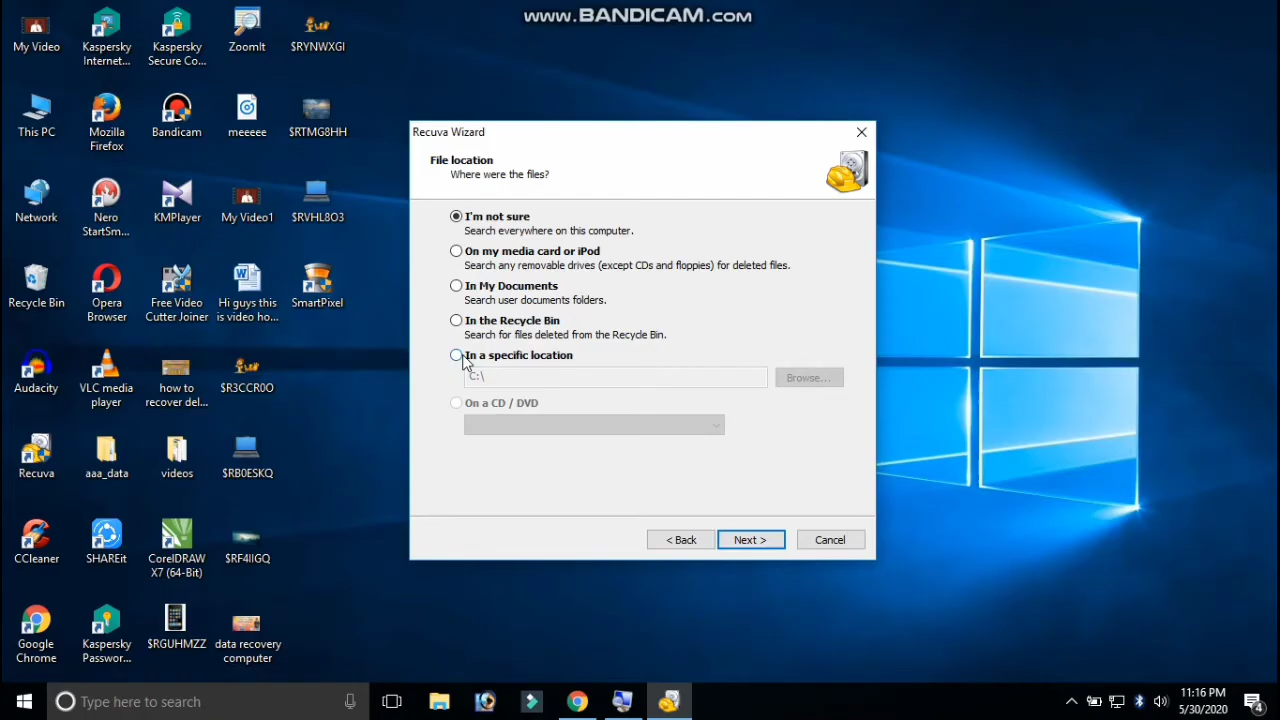 www.BANDICAM.com
My Video
Kaspersky
Internet...
Kaspersky
Secure Co...
ZoomIt
$RYNWXGI
This PC
Mozilla
Firefox
Bandicam
meeeee
$RTMG8HH
Network
Nero
StartSm...
KMPlayer
My Video1
$RVHL8O3
Recycle Bin
Opera
Browser
Free Video
Cutter Joiner
Hi guys this
is video ho...
SmartPixel
Audacity
VLC media
player
how to
recover del...
$R3CCR0O
Recuva
aaa_data
videos
$RB0ESKQ
CCleaner
SHAREit
CorelDRAW
X7 (64-Bit)
$RF4IIGQ
Google
Chrome
Kaspersky
Passwor...
$RGUHMZZ
data recovery
computer
Recuva Wizard
File location
Where were the files?
I'm not sure
Search everywhere on this computer.
On my media card or iPod
Search any removable drives (except CDs and floppies) for deleted files.
In My Documents
Search user documents folders.
In the Recycle Bin
Search for files deleted from the Recycle Bin.
In a specific location
C:\
Browse...
On a CD / DVD
< Back
Next >
Cancel
Type here to search
11:16 PM
5/30/2020
4